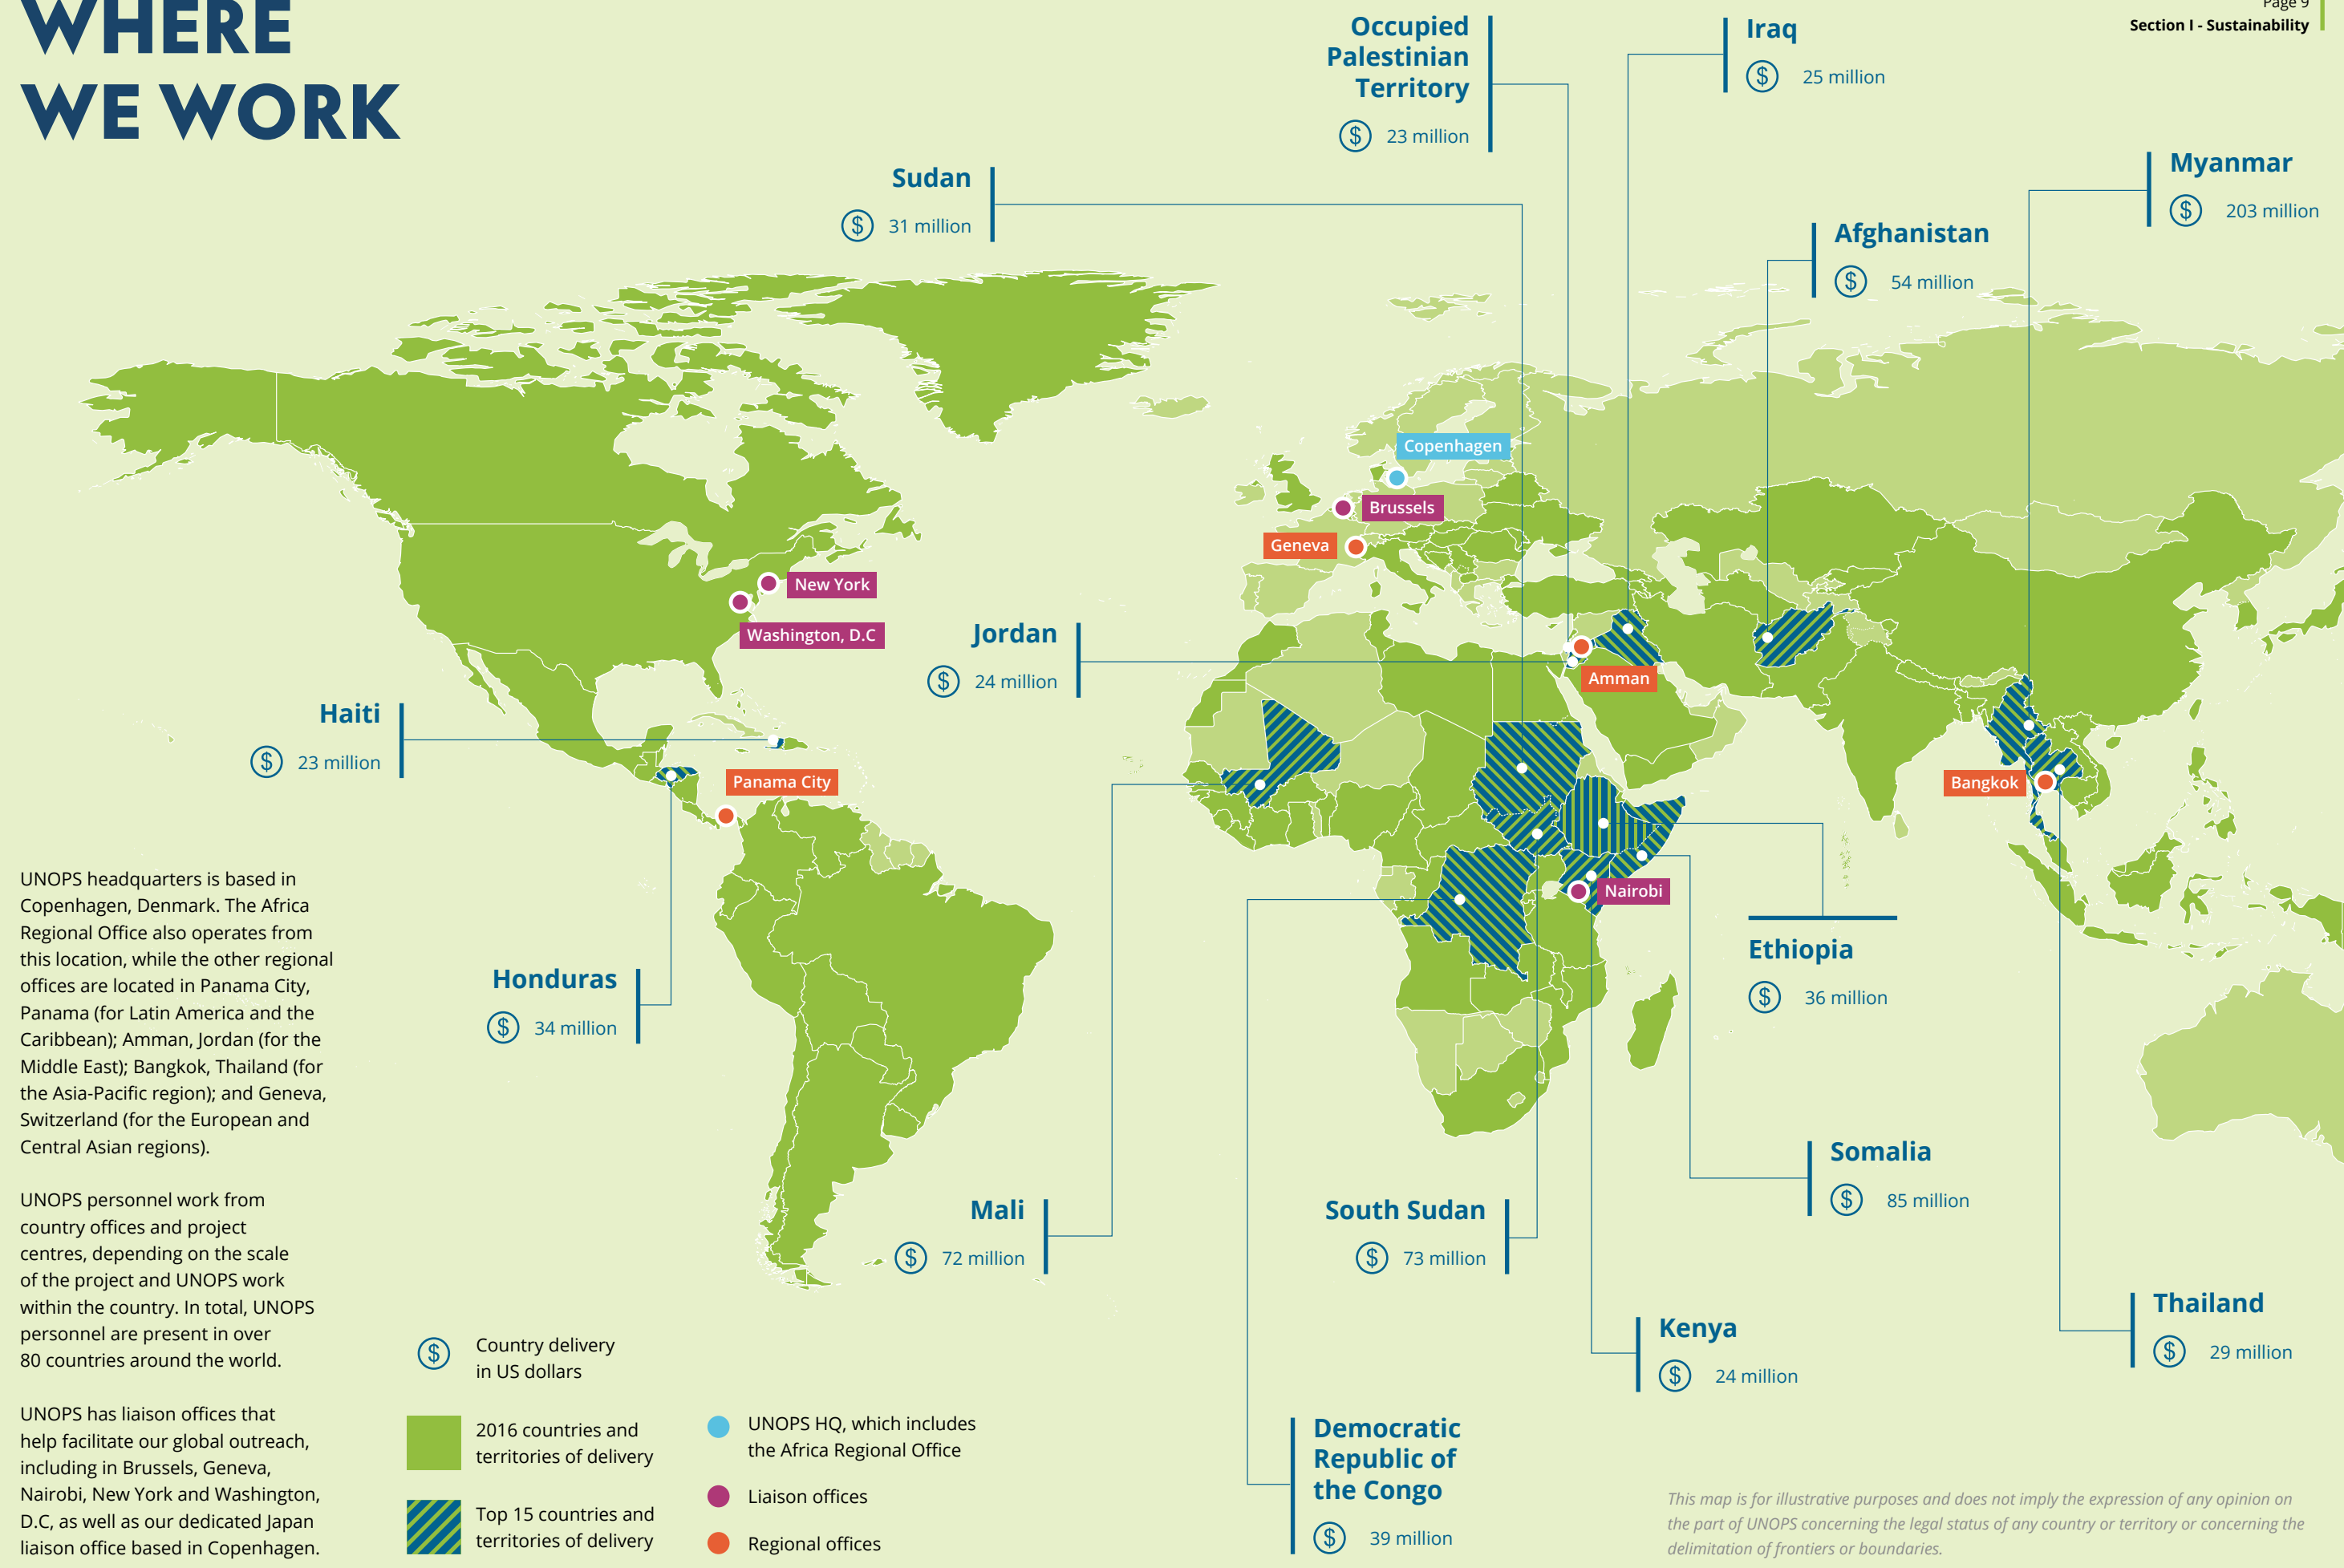 WHERE
WE WORK
Page 9
Section I - Sustainability
Occupied
Palestinian
Territory
$ 23 million
Iraq
$ 25 million
Myanmar
$ 203 million
Sudan
$ 31 million
Afghanistan
$ 54 million
Copenhagen
Brussels
Geneva
New York
Washington, D.C
Jordan
$ 24 million
Amman
Haiti
$ 23 million
Panama City
Bangkok
Nairobi
Ethiopia
$ 36 million
Honduras
$ 34 million
Somalia
$ 85 million
Mali
$ 72 million
South Sudan
$ 73 million
Thailand
$ 29 million
Kenya
$ 24 million
Democratic
Republic of
the Congo
$ 39 million
UNOPS headquarters is based in
Copenhagen, Denmark. The Africa
Regional Office also operates from
this location, while the other regional
offices are located in Panama City,
Panama (for Latin America and the
Caribbean); Amman, Jordan (for the
Middle East); Bangkok, Thailand (for
the Asia-Pacific region); and Geneva,
Switzerland (for the European and
Central Asian regions).
UNOPS personnel work from
country offices and project
centres, depending on the scale
of the project and UNOPS work
within the country. In total, UNOPS
personnel are present in over
80 countries around the world.
UNOPS has liaison offices that
help facilitate our global outreach,
including in Brussels, Geneva,
Nairobi, New York and Washington,
D.C, as well as our dedicated Japan
liaison office based in Copenhagen.
$ Country delivery
in US dollars
2016 countries and
territories of delivery
Top 15 countries and
territories of delivery
UNOPS HQ, which includes
the Africa Regional Office
Liaison offices
Regional offices
This map is for illustrative purposes and does not imply the expression of any opinion on
the part of UNOPS concerning the legal status of any country or territory or concerning the
delimitation of frontiers or boundaries.